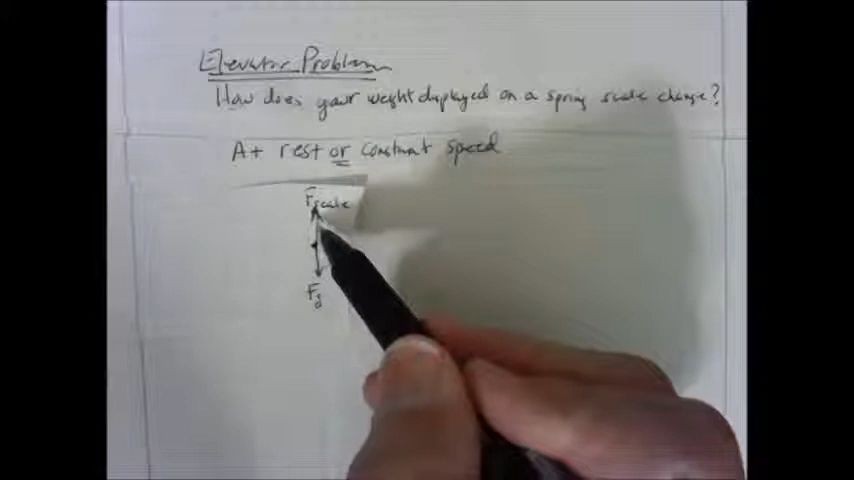 Elevator Problem
How does your weight displayed on a spring scale change?
At rest or constant speed
Fscale
Fg